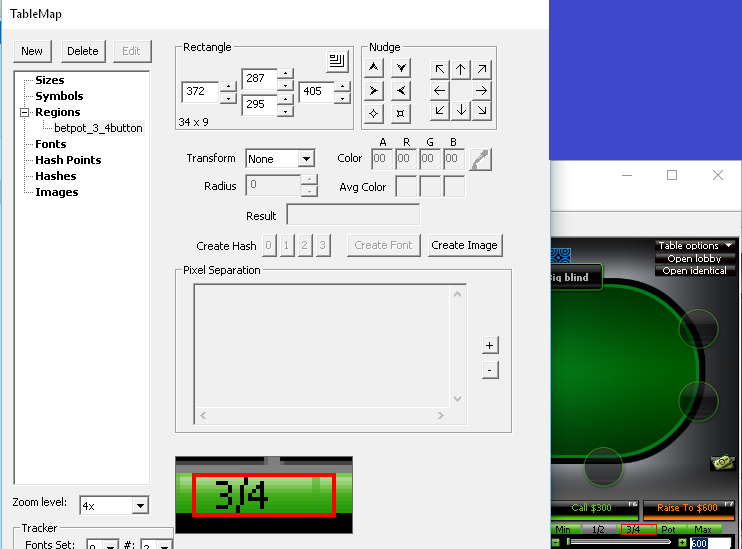 TableMap
New Delete Edit
Sizes
Symbols
Regions
betpot_3_4button
Fonts
Hash Points
Hashes
Images
Zoom level: 4x
Tracker
Fonts Set: 0 #: 2
Rectangle
287
372 405
295
34 x 9
Nudge
Transform None Color A R G B
00 00 00 00
Radius 0 Avg Color
Result
Create Hash 0 1 2 3 Create Font Create Image
Pixel Separation
+
-
3/4
Table options
Open lobby
Open identical
Big blind
Call $300 F6 Raise To $600 F7
Min 1/2 3/4 Pot Max
600